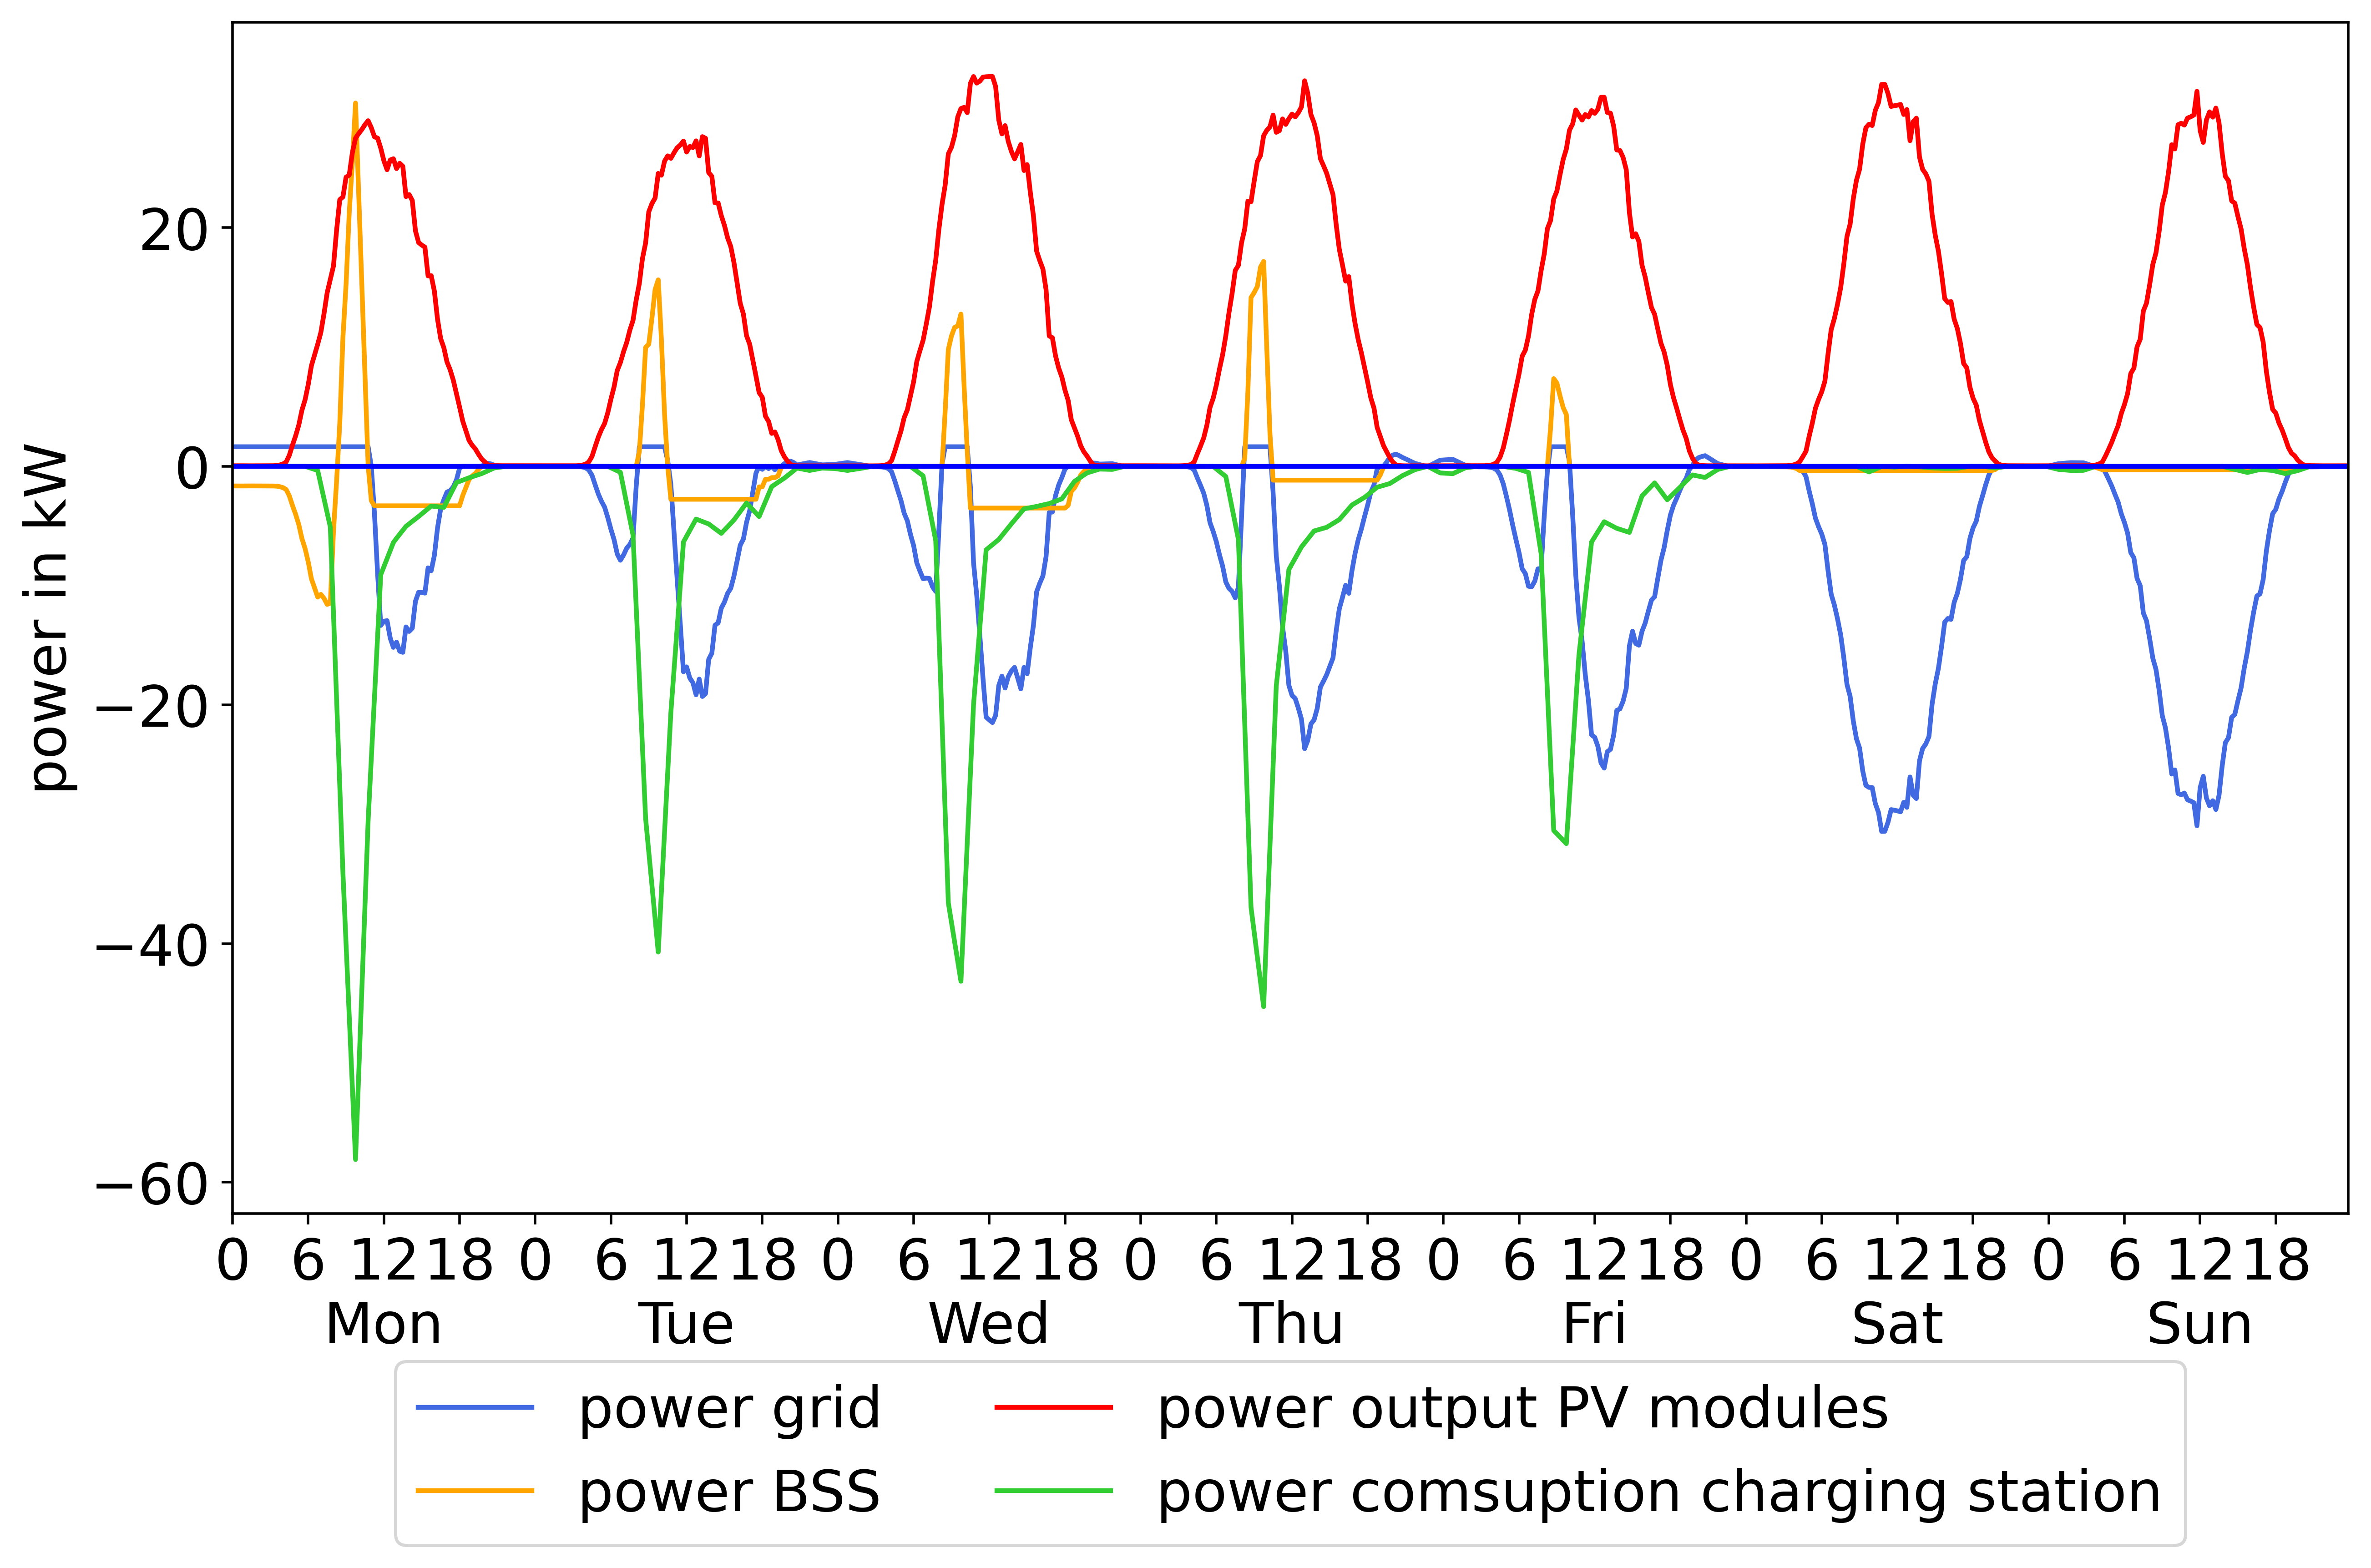 power in kW
20
0
−20
−40
−60
0 6 12 18 0 6 12 18 0 6 12 18 0 6 12 18 0 6 12 18 0 6 12 18 0 6 12 18
Mon Tue Wed Thu Fri Sat Sun
power grid power output PV modules
power BSS power comsuption charging station